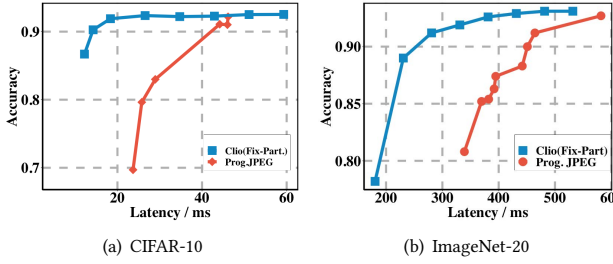 Accuracy
0.9
0.8
0.7
20
40
60
Latency / ms
Clio(Fix-Part.)
Prog.JPEG
(a) CIFAR-10
Accuracy
0.90
0.85
0.80
200
300
400
500
600
Latency / ms
Clio(Fix-Part.)
Prog. JPEG
(b) ImageNet-20